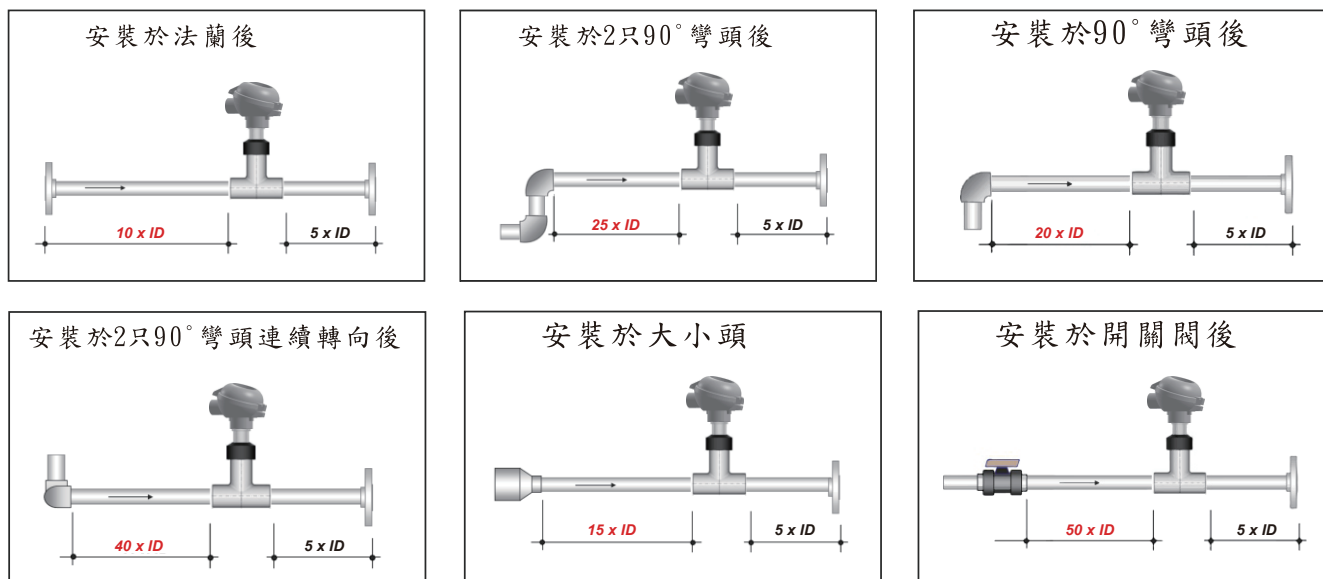 安裝於法蘭後
10 x ID
5 x ID
安裝於2只90°彎頭後
25 x ID
5 x ID
安裝於90°彎頭後
20 x ID
5 x ID
安裝於2只90°彎頭連續轉向後
40 x ID
5 x ID
安裝於大小頭
15 x ID
5 x ID
安裝於開關閥後
50 x ID
5 x ID